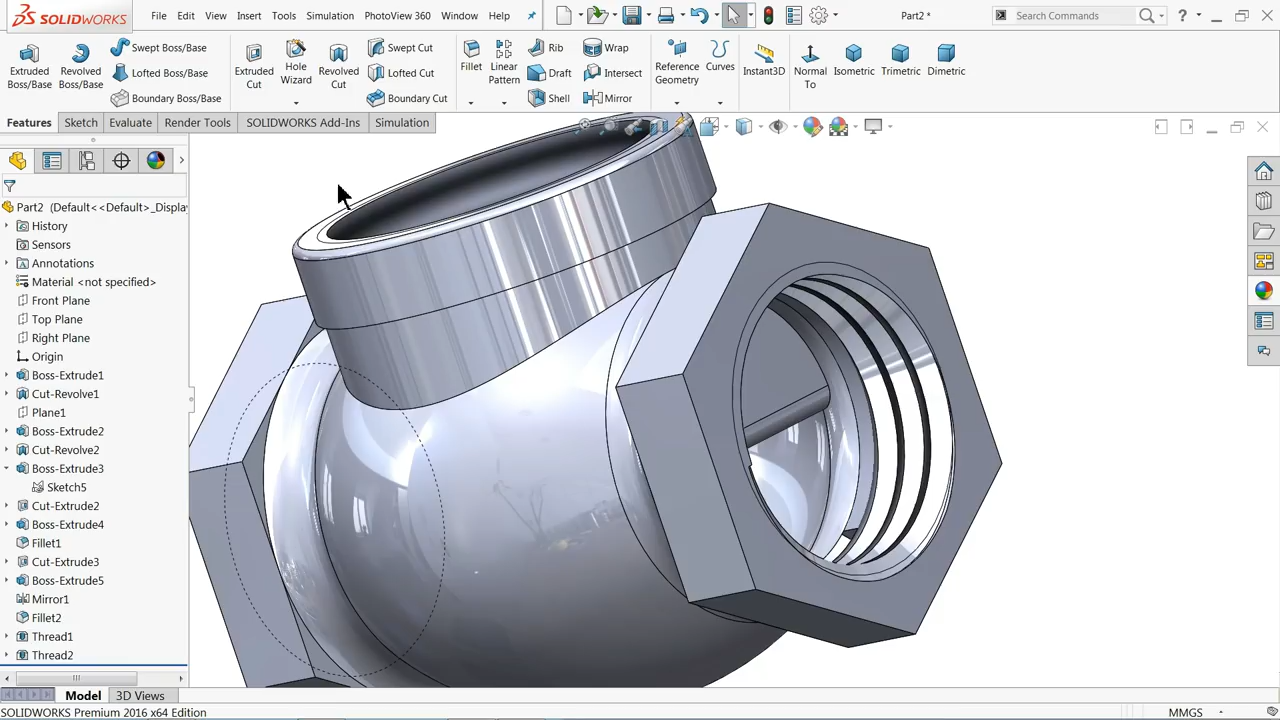 SOLIDWORKS
File Edit View Insert Tools Simulation PhotoView 360 Window Help
Part2 *
Search Commands
Extruded Boss/Base
Revolved Boss/Base
Swept Boss/Base
Lofted Boss/Base
Boundary Boss/Base
Extruded Cut
Hole Wizard
Revolved Cut
Swept Cut
Lofted Cut
Boundary Cut
Fillet
Linear Pattern
Rib
Draft
Shell
Wrap
Intersect
Mirror
Reference Geometry
Curves
Instant3D
Normal To
Isometric
Trimetric
Dimetric
Features Sketch Evaluate Render Tools SOLIDWORKS Add-Ins Simulation
Part2 (Default<<Default>_Displa
History
Sensors
Annotations
Material <not specified>
Front Plane
Top Plane
Right Plane
Origin
Boss-Extrude1
Cut-Revolve1
Plane1
Boss-Extrude2
Cut-Revolve2
Boss-Extrude3
Sketch5
Cut-Extrude2
Boss-Extrude4
Fillet1
Cut-Extrude3
Boss-Extrude5
Mirror1
Fillet2
Thread1
Thread2
Model 3D Views
SOLIDWORKS Premium 2016 x64 Edition
MMGS